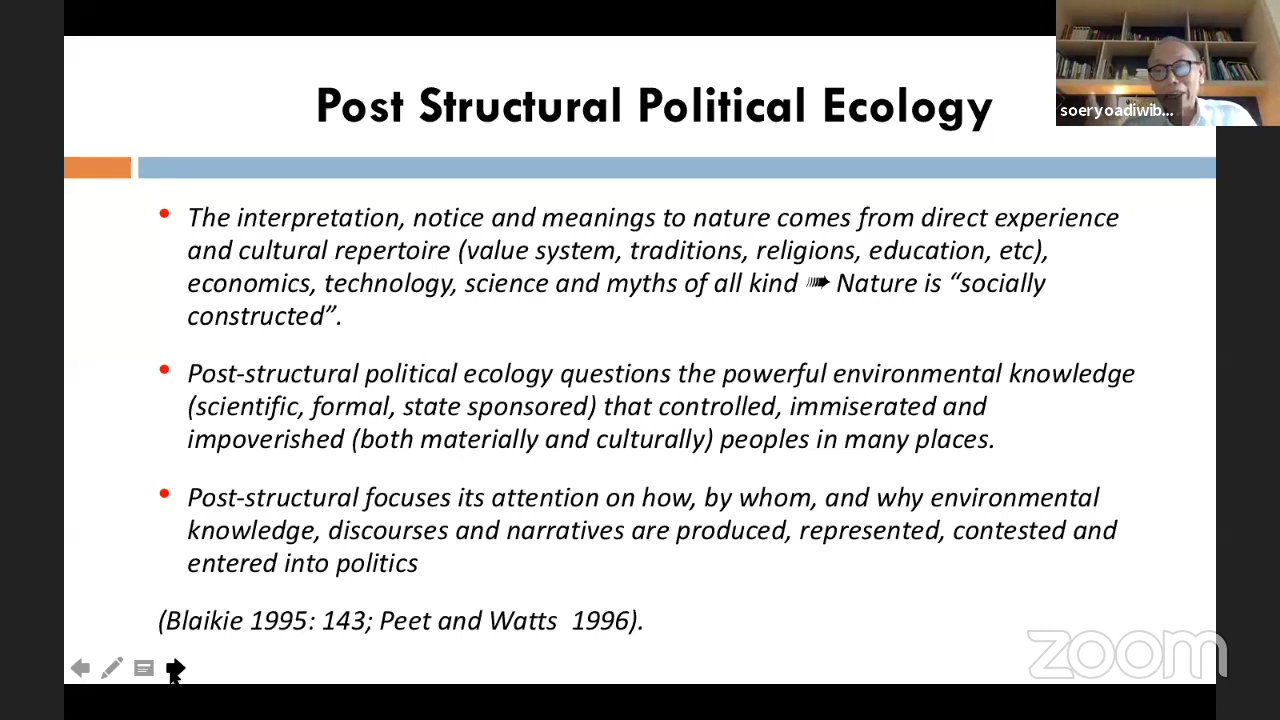 Post Structural Political Ecology
soeryoadiwib...
• The interpretation, notice and meanings to nature comes from direct experience
and cultural repertoire (value system, traditions, religions, education, etc),
economics, technology, science and myths of all kind ➠ Nature is “socially
constructed”.
• Post-structural political ecology questions the powerful environmental knowledge
(scientific, formal, state sponsored) that controlled, immiserated and
impoverished (both materially and culturally) peoples in many places.
• Post-structural focuses its attention on how, by whom, and why environmental
knowledge, discourses and narratives are produced, represented, contested and
entered into politics
(Blaikie 1995: 143; Peet and Watts  1996).
zoom